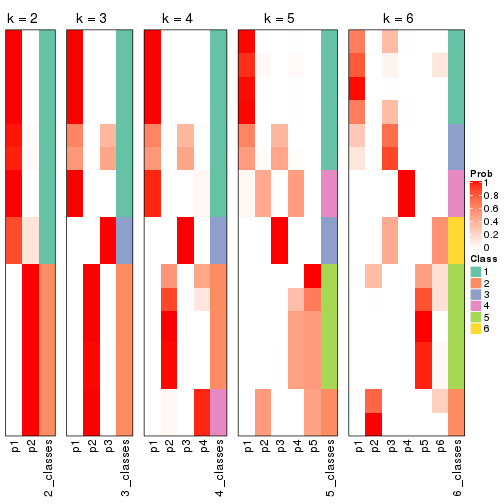 k = 2
k = 3
k = 4
k = 5
k = 6
Prob
1
0.8
0.6
0.4
0.2
0
Class
1
2
3
4
5
6
p1
p2
2_classes
p1
p2
p3
3_classes
p1
p2
p3
p4
4_classes
p1
p2
p3
p4
p5
5_classes
p1
p2
p3
p4
p5
p6
6_classes